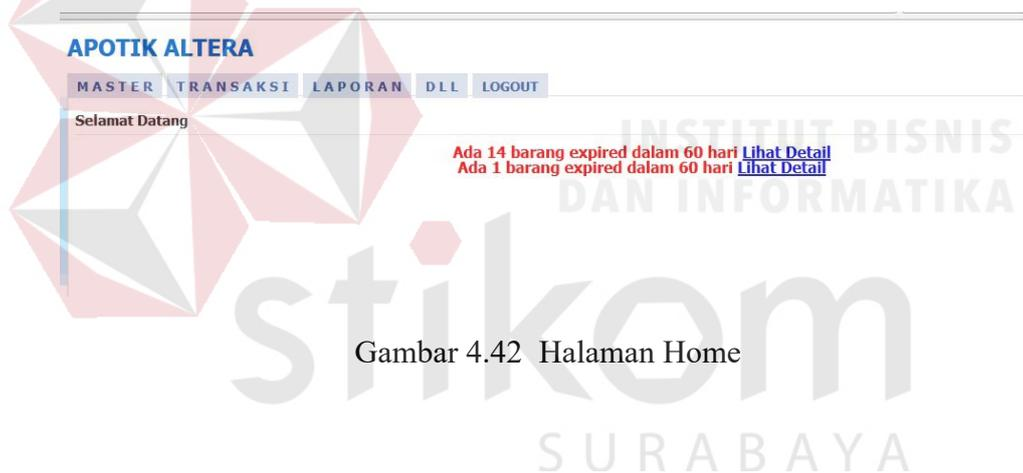 APOTIK ALTERA
MASTER TRANSAKSI LAPORAN DLL LOGOUT
Selamat Datang
Ada 14 barang expired dalam 60 hari Lihat Detail
Ada 1 barang expired dalam 60 hari Lihat Detail
INSTITUT BISNIS
DAN INFORMATIKA
stikom
SURABAYA
Gambar 4.42 Halaman Home